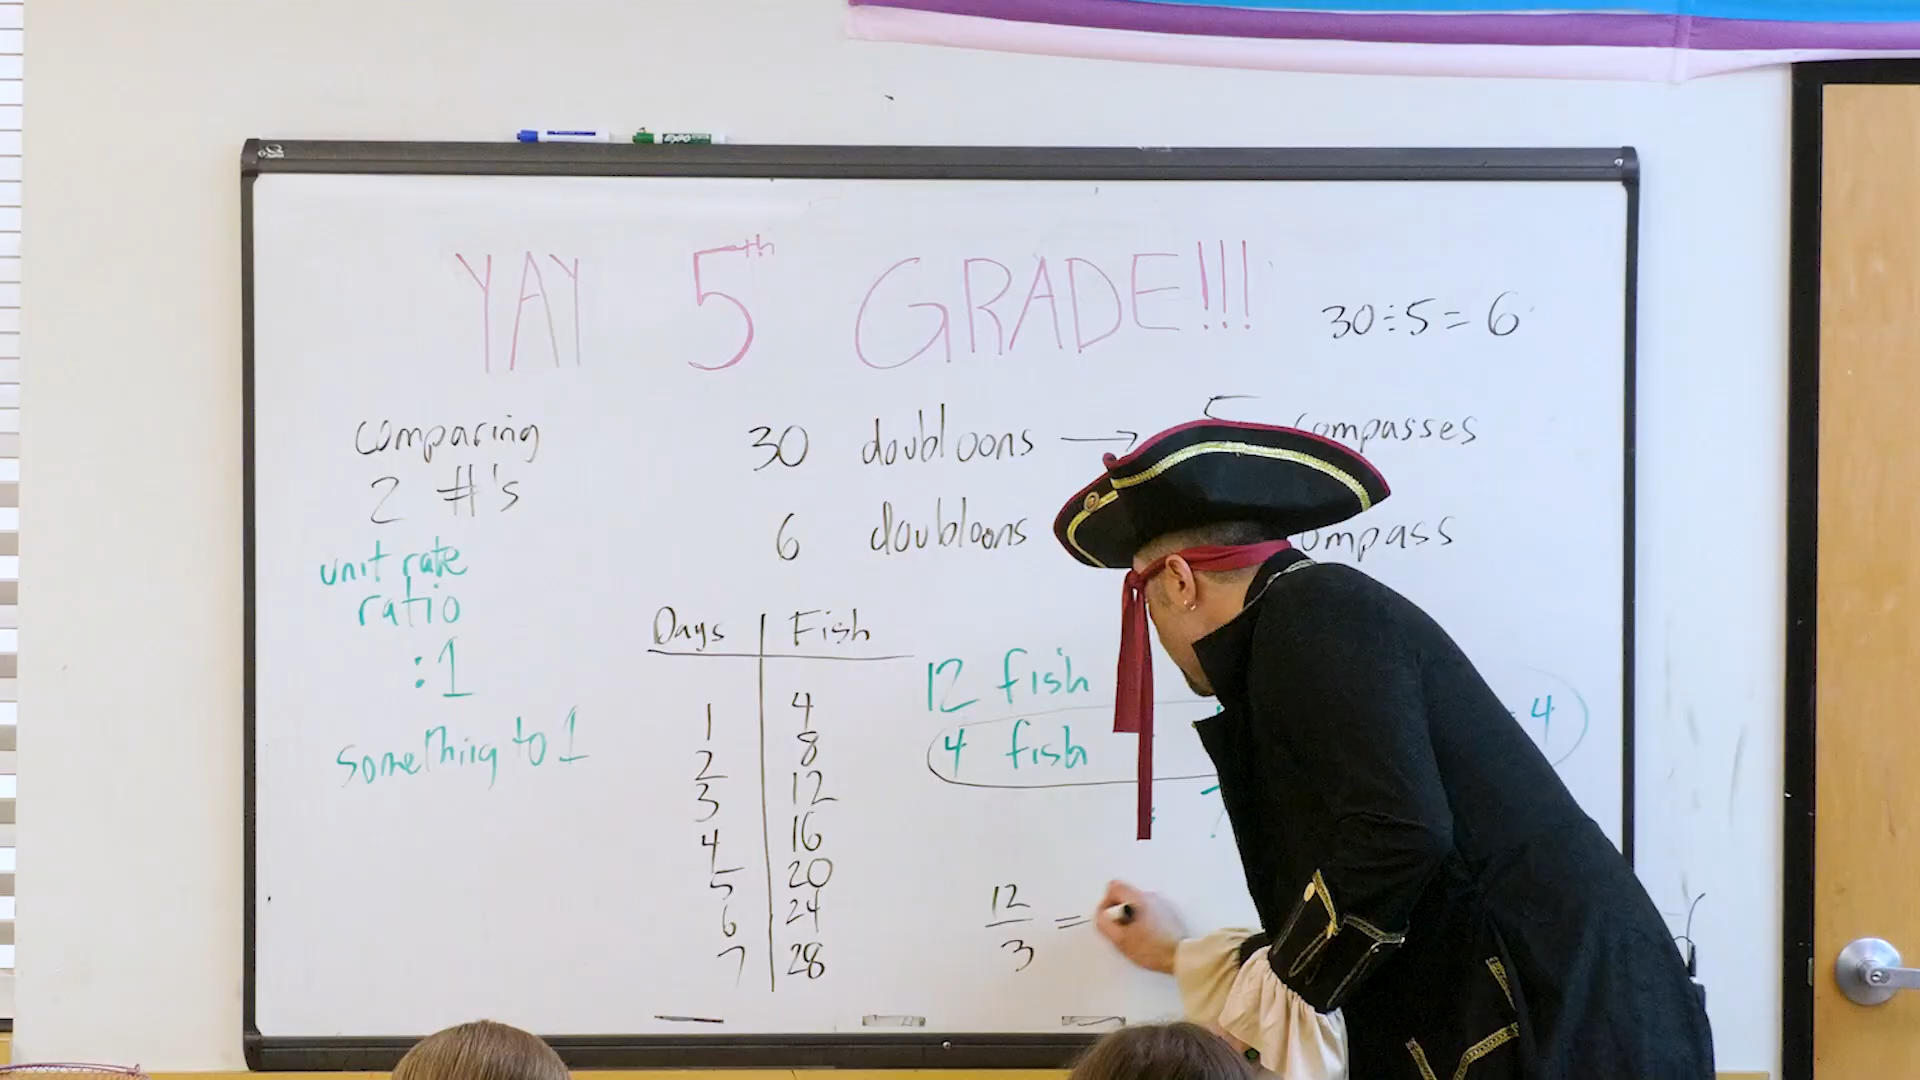 YAY 5th GRADE!!!
30÷5=6
comparing
2 #'s
unit rate
ratio
:1
something to 1
30 doubloons → 5 compasses
6 doubloons
Days Fish
1 4
2 8
3 12
4 16
5 20
6 24
7 28
12 fish
4 fish
4
12
3
=
EXPO